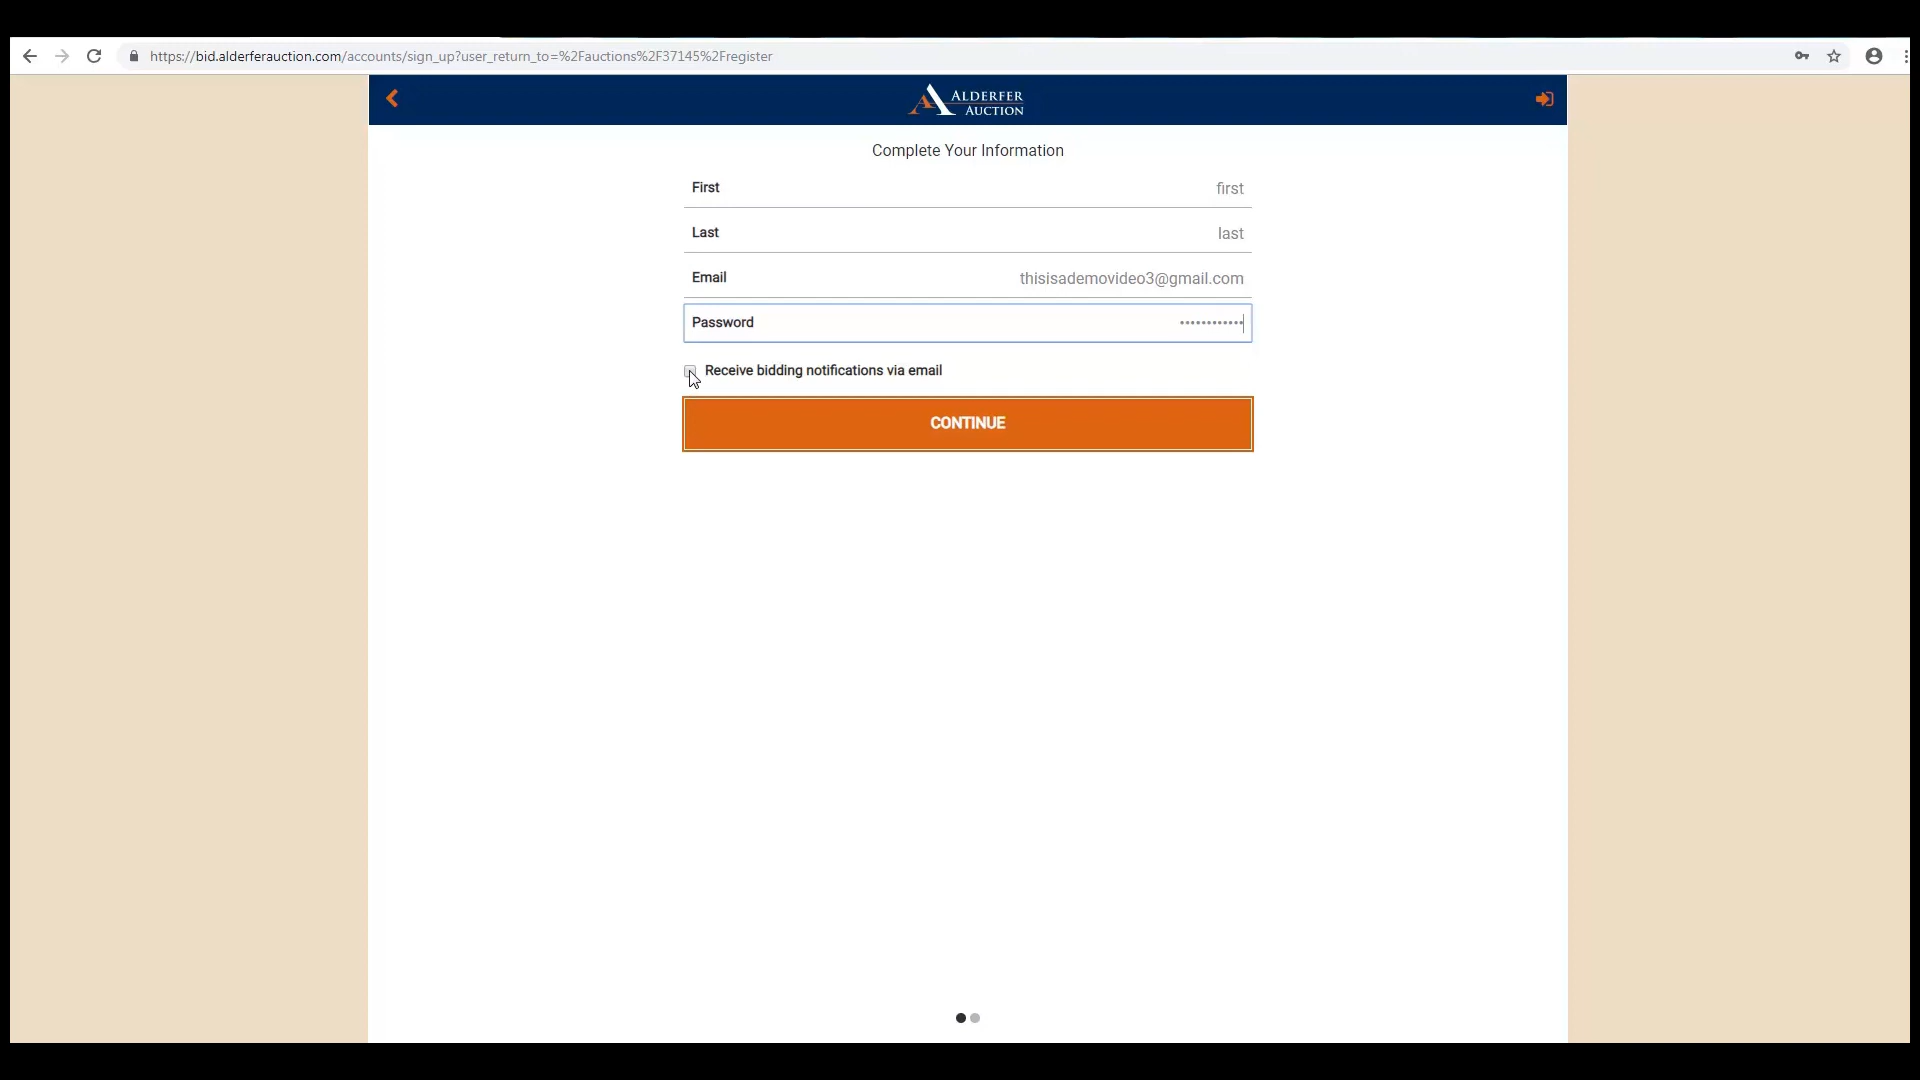 https://bid.alderferauction.com/accounts/sign_up?user_return_to=%2Fauctions%2F37145%2Fregister
ALDERFER
AUCTION
Complete Your Information
First first
Last last
Email thisisademovideo3@gmail.com
Password ••••••••••••
Receive bidding notifications via email
CONTINUE